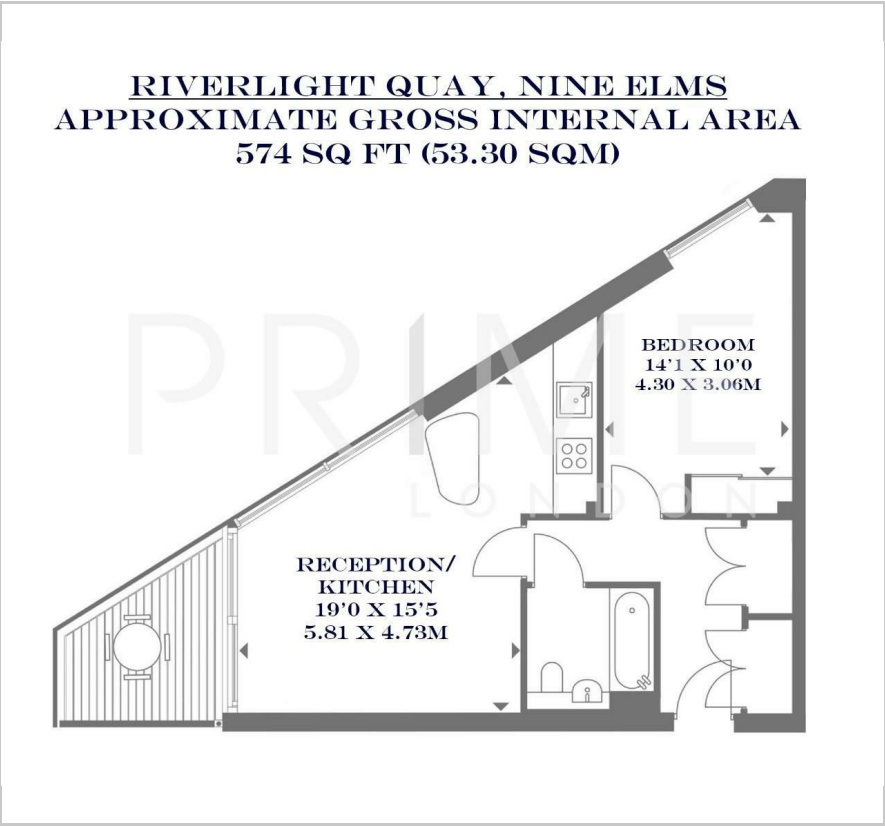 RIVERLIGHT QUAY, NINE ELMS
APPROXIMATE GROSS INTERNAL AREA
574 SQ FT (53.30 SQM)
PRIME
LONDON
BEDROOM
14'1 X 10'0
4.30 X 3.06M
RECEPTION/
KITCHEN
19'0 X 15'5
5.81 X 4.73M